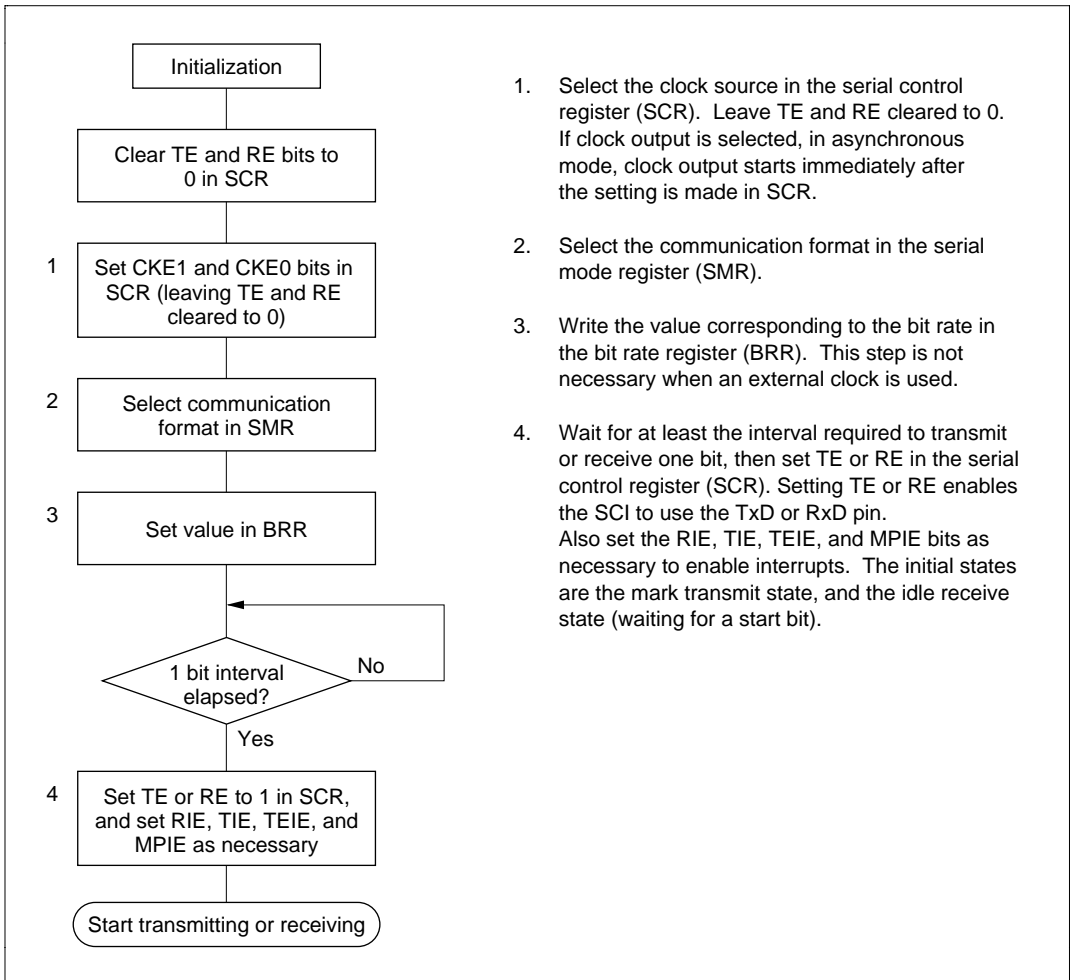 Initialization
Clear TE and RE bits to
0 in SCR
1
Set CKE1 and CKE0 bits in
SCR (leaving TE and RE
cleared to 0)
2
Select communication
format in SMR
3
Set value in BRR
1 bit interval
elapsed?
No
Yes
4
Set TE or RE to 1 in SCR,
and set RIE, TIE, TEIE, and
MPIE as necessary
Start transmitting or receiving
1. Select the clock source in the serial control
register (SCR). Leave TE and RE cleared to 0.
If clock output is selected, in asynchronous
mode, clock output starts immediately after
the setting is made in SCR.
2. Select the communication format in the serial
mode register (SMR).
3. Write the value corresponding to the bit rate in
the bit rate register (BRR). This step is not
necessary when an external clock is used.
4. Wait for at least the interval required to transmit
or receive one bit, then set TE or RE in the serial
control register (SCR). Setting TE or RE enables
the SCI to use the TxD or RxD pin.
Also set the RIE, TIE, TEIE, and MPIE bits as
necessary to enable interrupts. The initial states
are the mark transmit state, and the idle receive
state (waiting for a start bit).